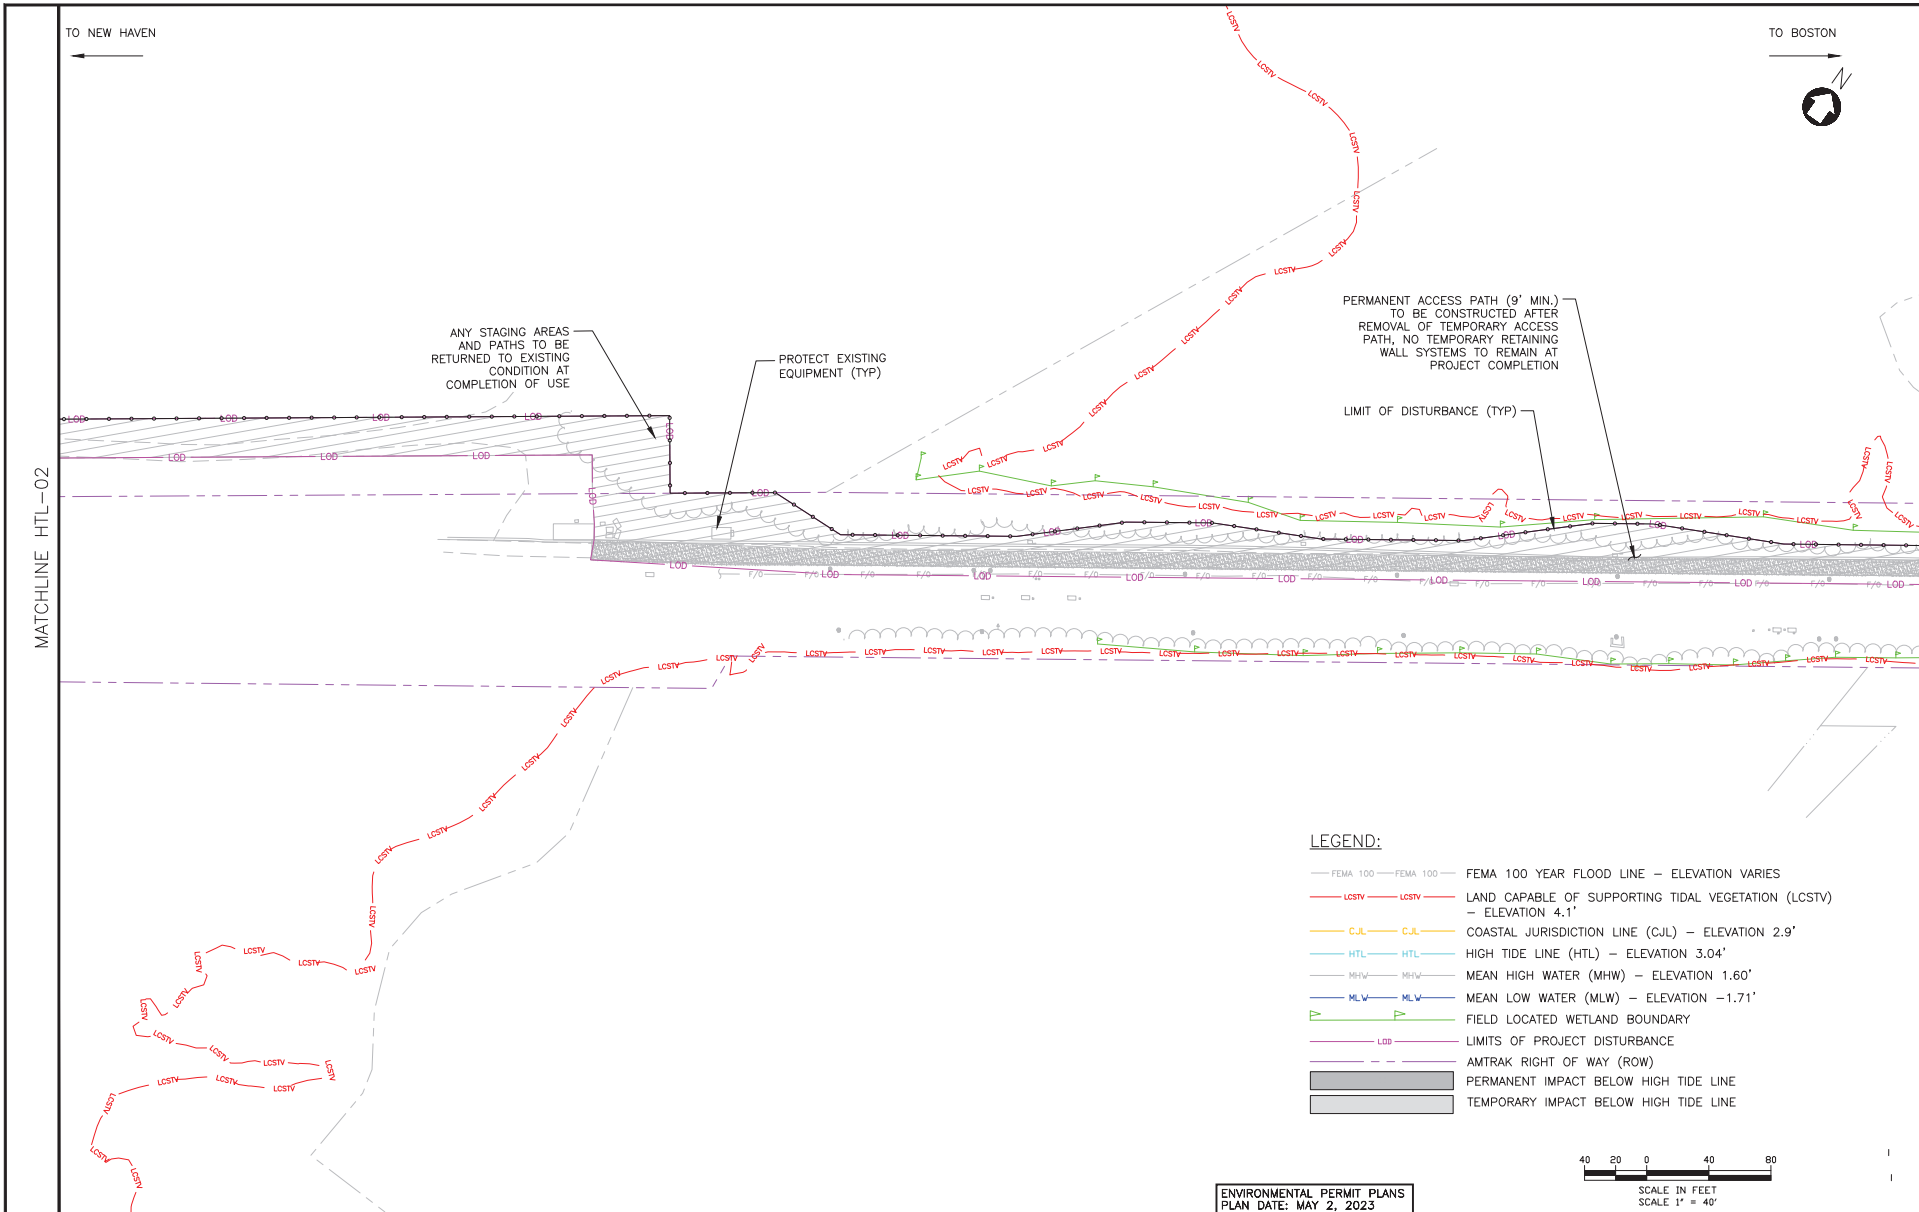 TO NEW HAVEN
TO BOSTON
N
MATCHLINE HTL-02
ANY STAGING AREAS
AND PATHS TO BE
RETURNED TO EXISTING
CONDITION AT
COMPLETION OF USE
PROTECT EXISTING
EQUIPMENT (TYP)
PERMANENT ACCESS PATH (9' MIN.)
TO BE CONSTRUCTED AFTER
REMOVAL OF TEMPORARY ACCESS
PATH, NO TEMPORARY RETAINING
WALL SYSTEMS TO REMAIN AT
PROJECT COMPLETION
LIMIT OF DISTURBANCE (TYP)
LCSTV
LOD
F/O
LEGEND:
FEMA 100 FEMA 100 FEMA 100 YEAR FLOOD LINE – ELEVATION VARIES
LCSTV LCSTV LAND CAPABLE OF SUPPORTING TIDAL VEGETATION (LCSTV)
– ELEVATION 4.1'
CJL CJL COASTAL JURISDICTION LINE (CJL) – ELEVATION 2.9'
HTL HTL HIGH TIDE LINE (HTL) – ELEVATION 3.04'
MHW MHW MEAN HIGH WATER (MHW) – ELEVATION 1.60'
MLW MLW MEAN LOW WATER (MLW) – ELEVATION –1.71'
FIELD LOCATED WETLAND BOUNDARY
LOD LIMITS OF PROJECT DISTURBANCE
AMTRAK RIGHT OF WAY (ROW)
PERMANENT IMPACT BELOW HIGH TIDE LINE
TEMPORARY IMPACT BELOW HIGH TIDE LINE
40 20 0 40 80
SCALE IN FEET
SCALE 1" = 40'
ENVIRONMENTAL PERMIT PLANS
PLAN DATE: MAY 2, 2023